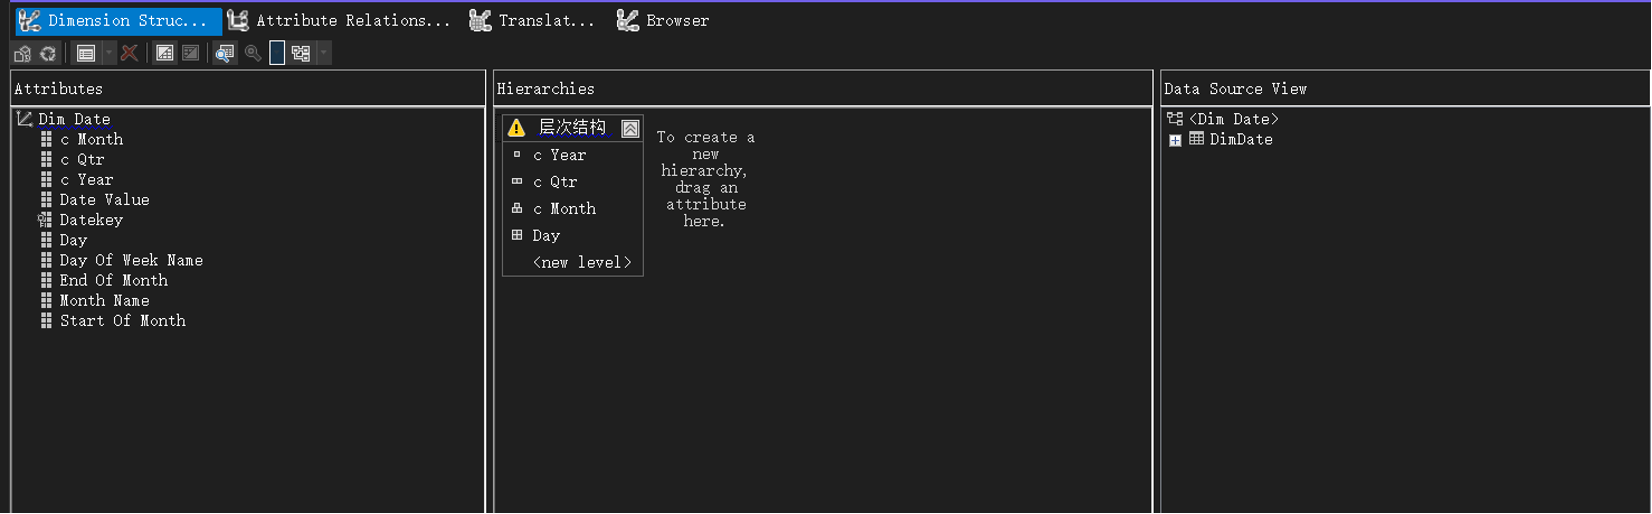 Dimension Struc...
Attribute Relations...
Translat...
Browser
Attributes
Dim Date
c Month
c Qtr
c Year
Date Value
Datekey
Day
Day Of Week Name
End Of Month
Month Name
Start Of Month
Hierarchies
层次结构
c Year
c Qtr
c Month
Day
<new level>
To create a
new
hierarchy,
drag an
attribute
here.
Data Source View
<Dim Date>
DimDate